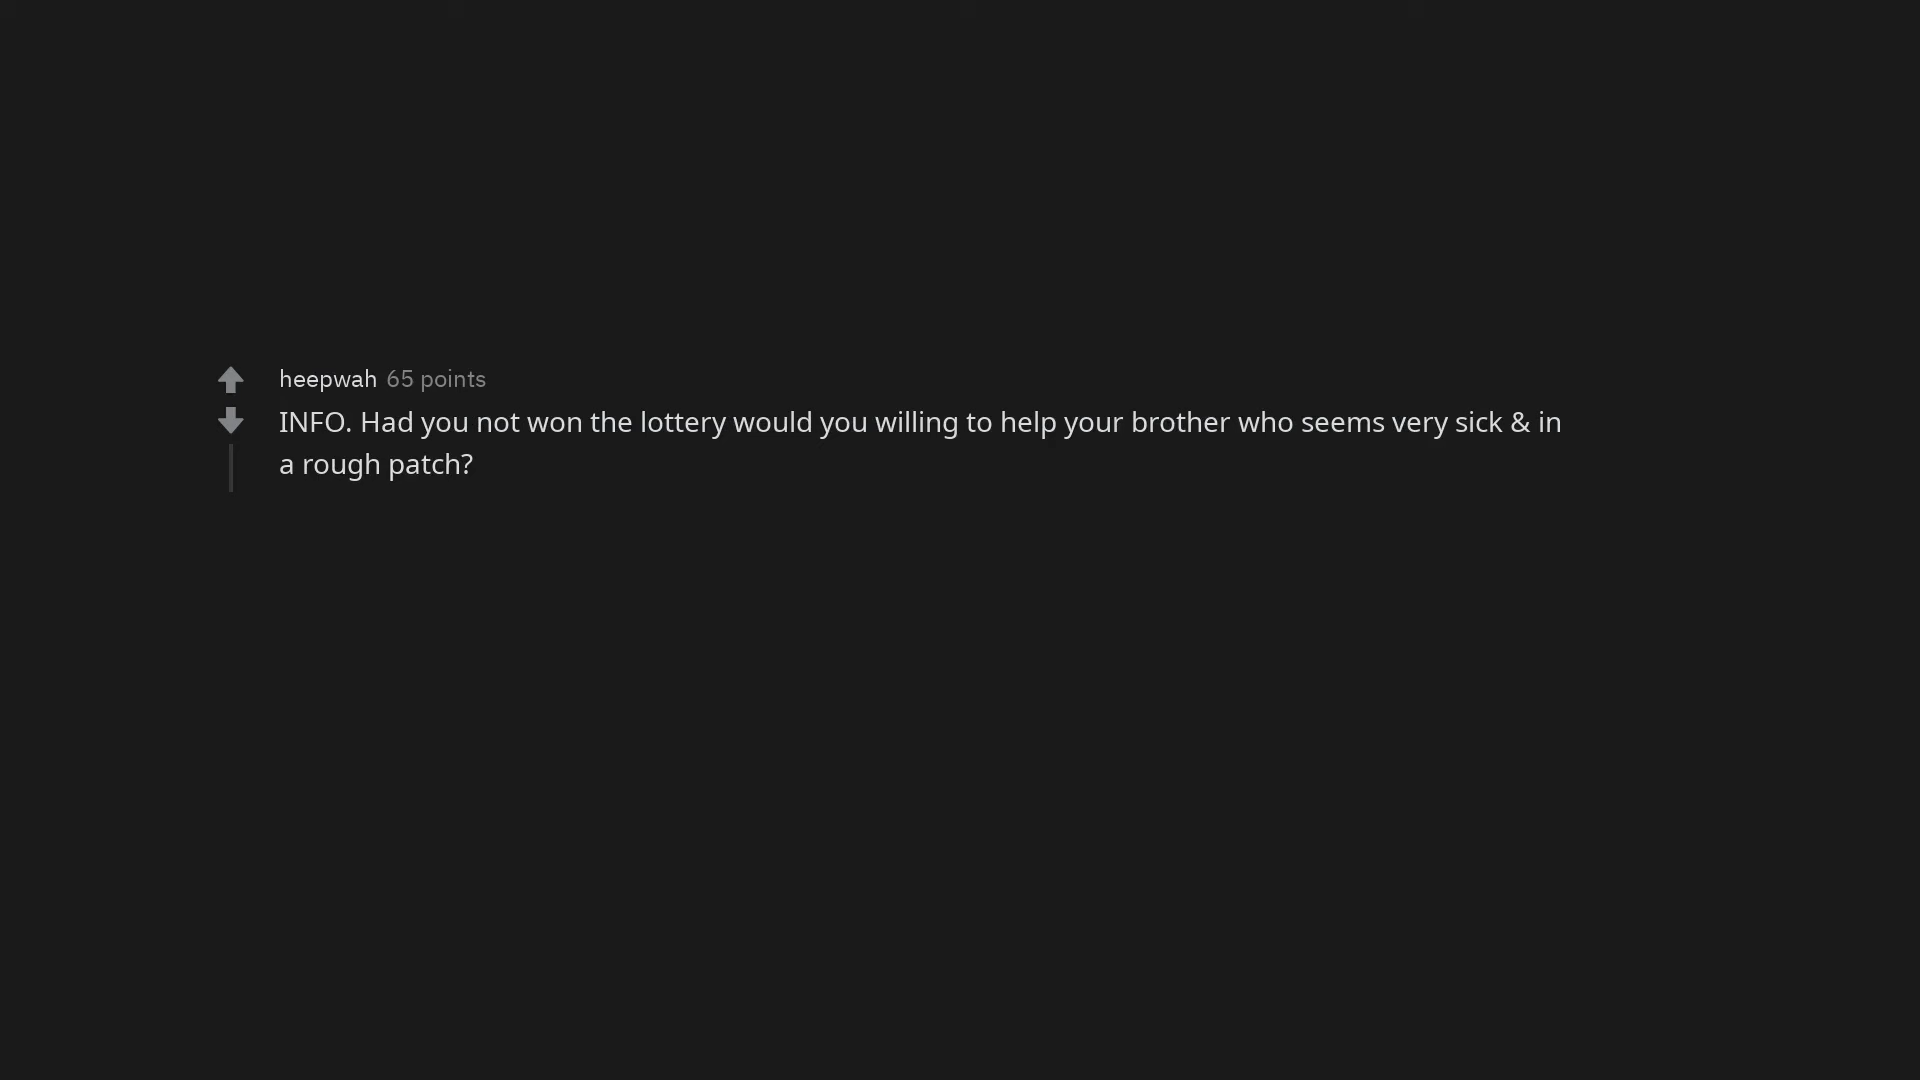 heepwah 65 points
INFO. Had you not won the lottery would you willing to help your brother who seems very sick & in
a rough patch?